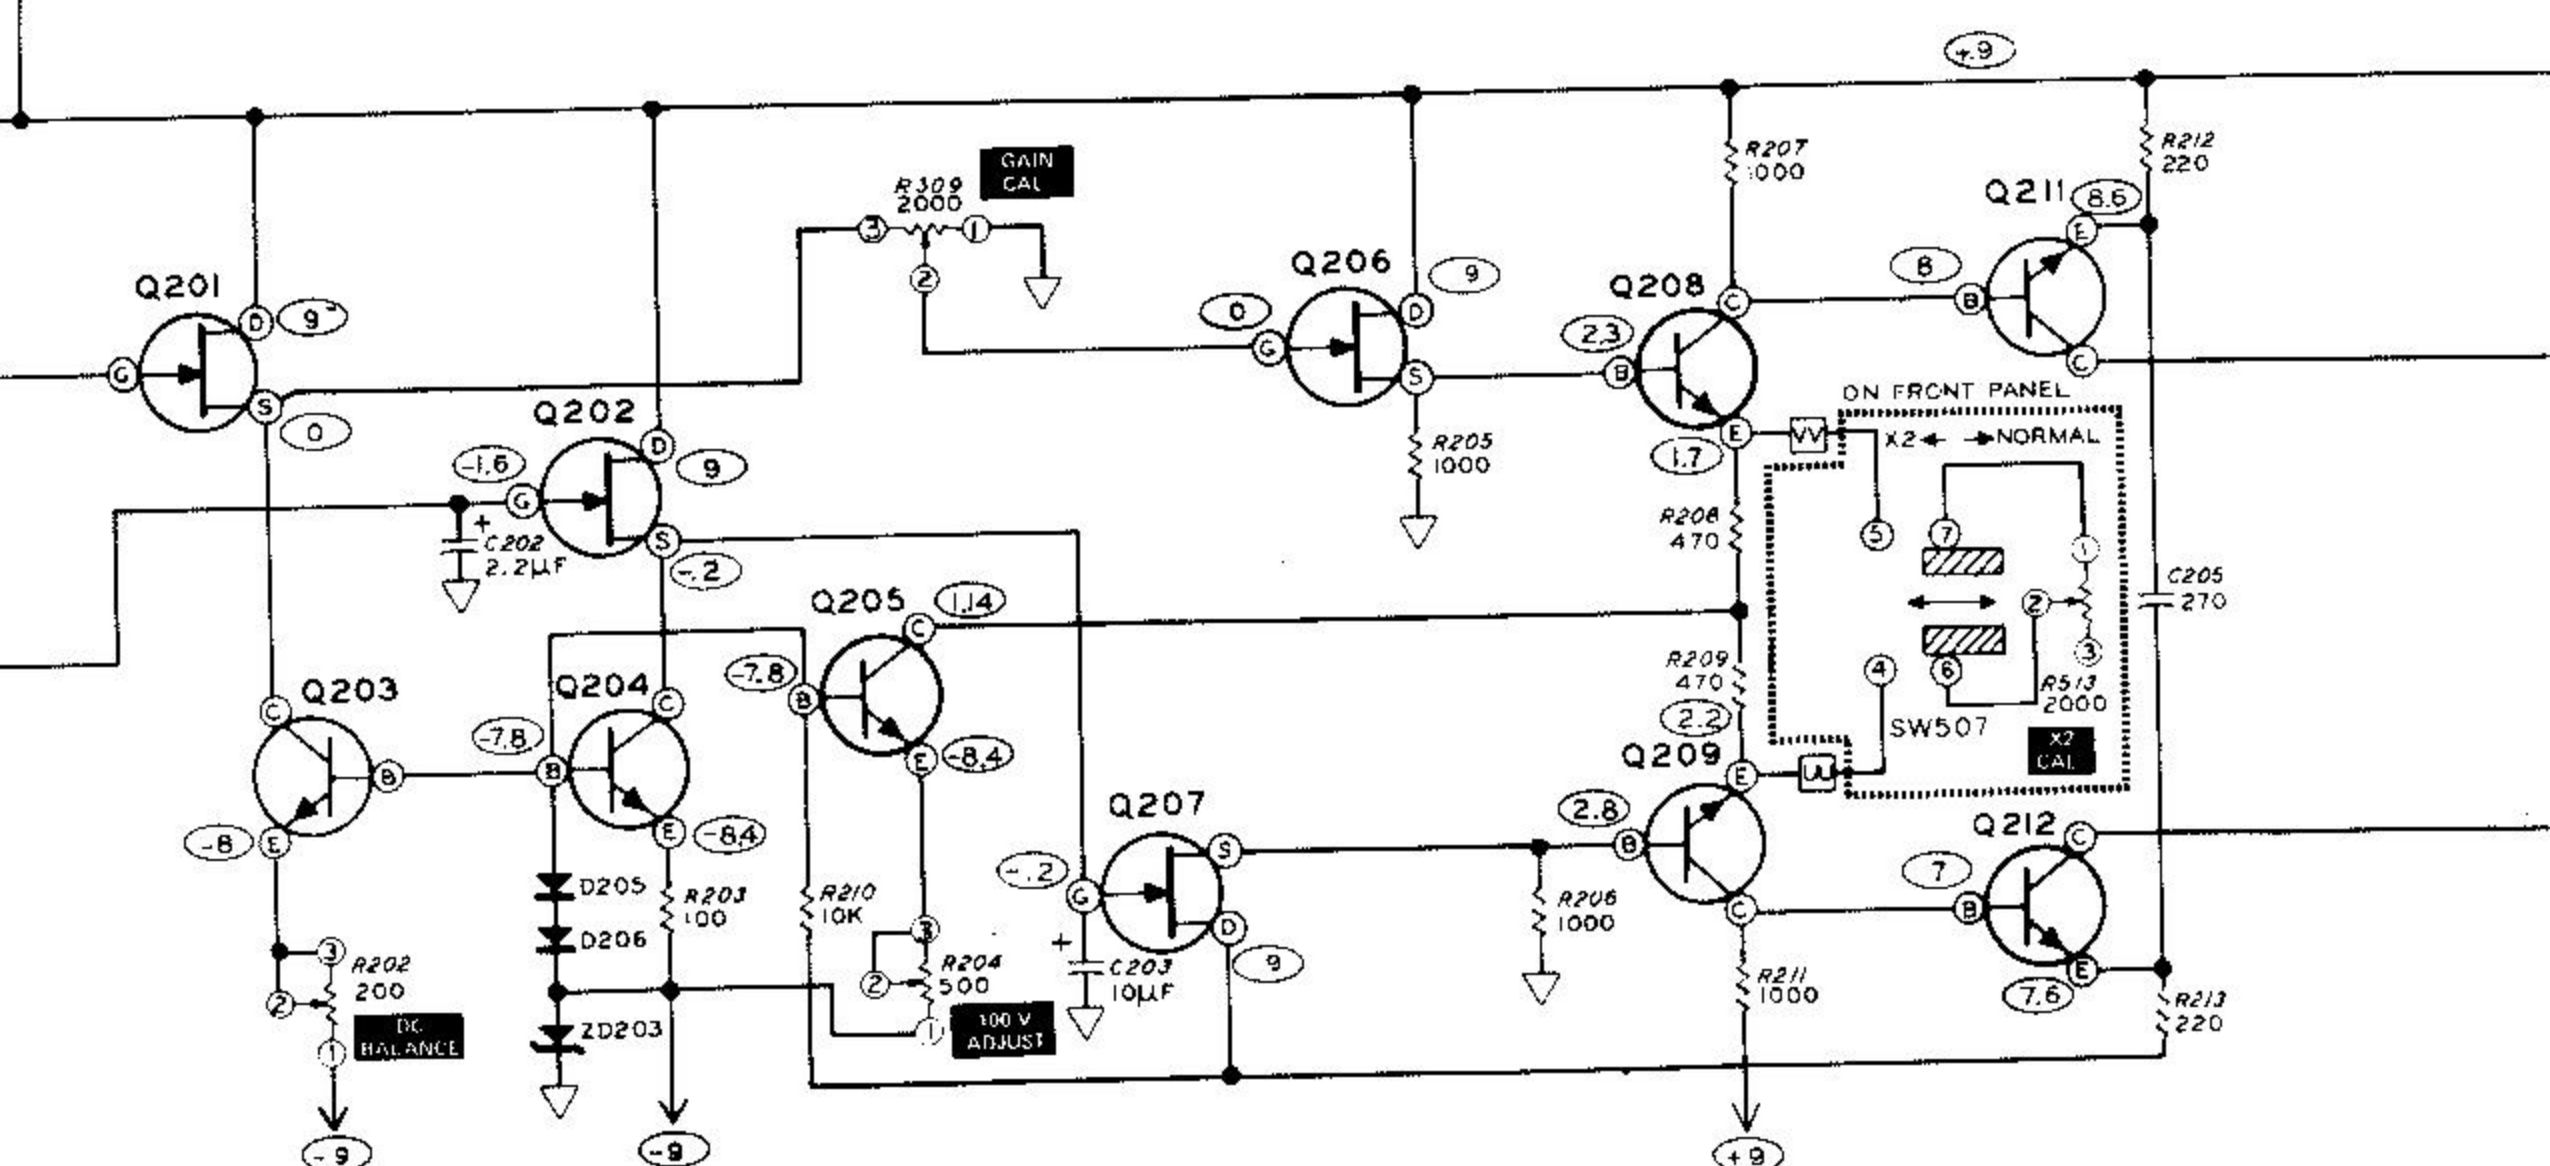 +.9
R212
220
GAIN
CAL
R207
1000
R309
2000
3
1
2
Q211
8.6
E
Q201
Q206
9
Q208
8
B
D
9
0
D
C
2.3
G
G
S
B
C
S
0
Q202
ON FRONT PANEL
X2
NORMAL
E
VV
-1.6
D
9
R205
1000
1.7
G
+
C202
2.2µF
S
-.2
R208
470
5
7
1
Q205
1.14
C
2
C205
270
-7.8
R209
470
4
6
3
Q203
Q204
C
B
R513
2000
C
2.2
SW507
-7.8
X2
CAL
B
B
E
-8.4
Q209
E
UU
-8
E
E
-8.4
Q207
2.8
Q212
C
S
B
-.2
7
D205
R203
100
R210
10K
G
R206
1000
C
B
D206
3
D
+
9
E
3
R202
200
2
C203
10µF
R204
500
2
R211
1000
7.6
R213
220
DC
BALANCE
ZD203
1
100 V
ADJUST
1
-9
-9
+9